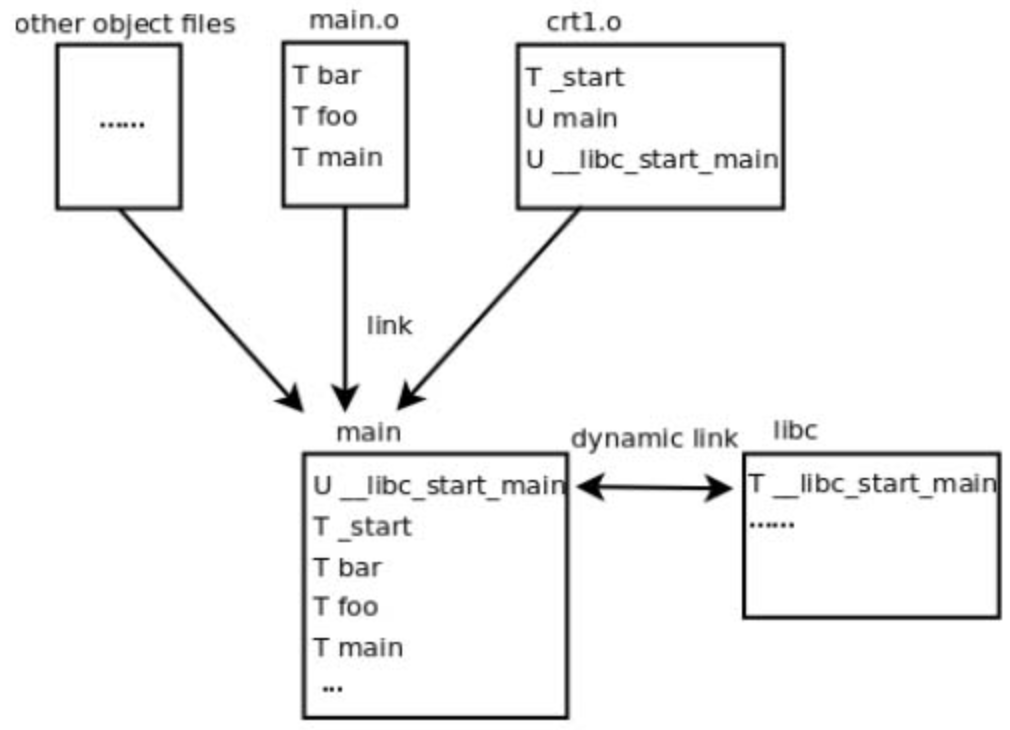 other object files
......
main.o
T bar
T foo
T main
crt1.o
T _start
U main
U __libc_start_main
link
main
U __libc_start_main
T _start
T bar
T foo
T main
...
dynamic link
libc
T __libc_start_main
......